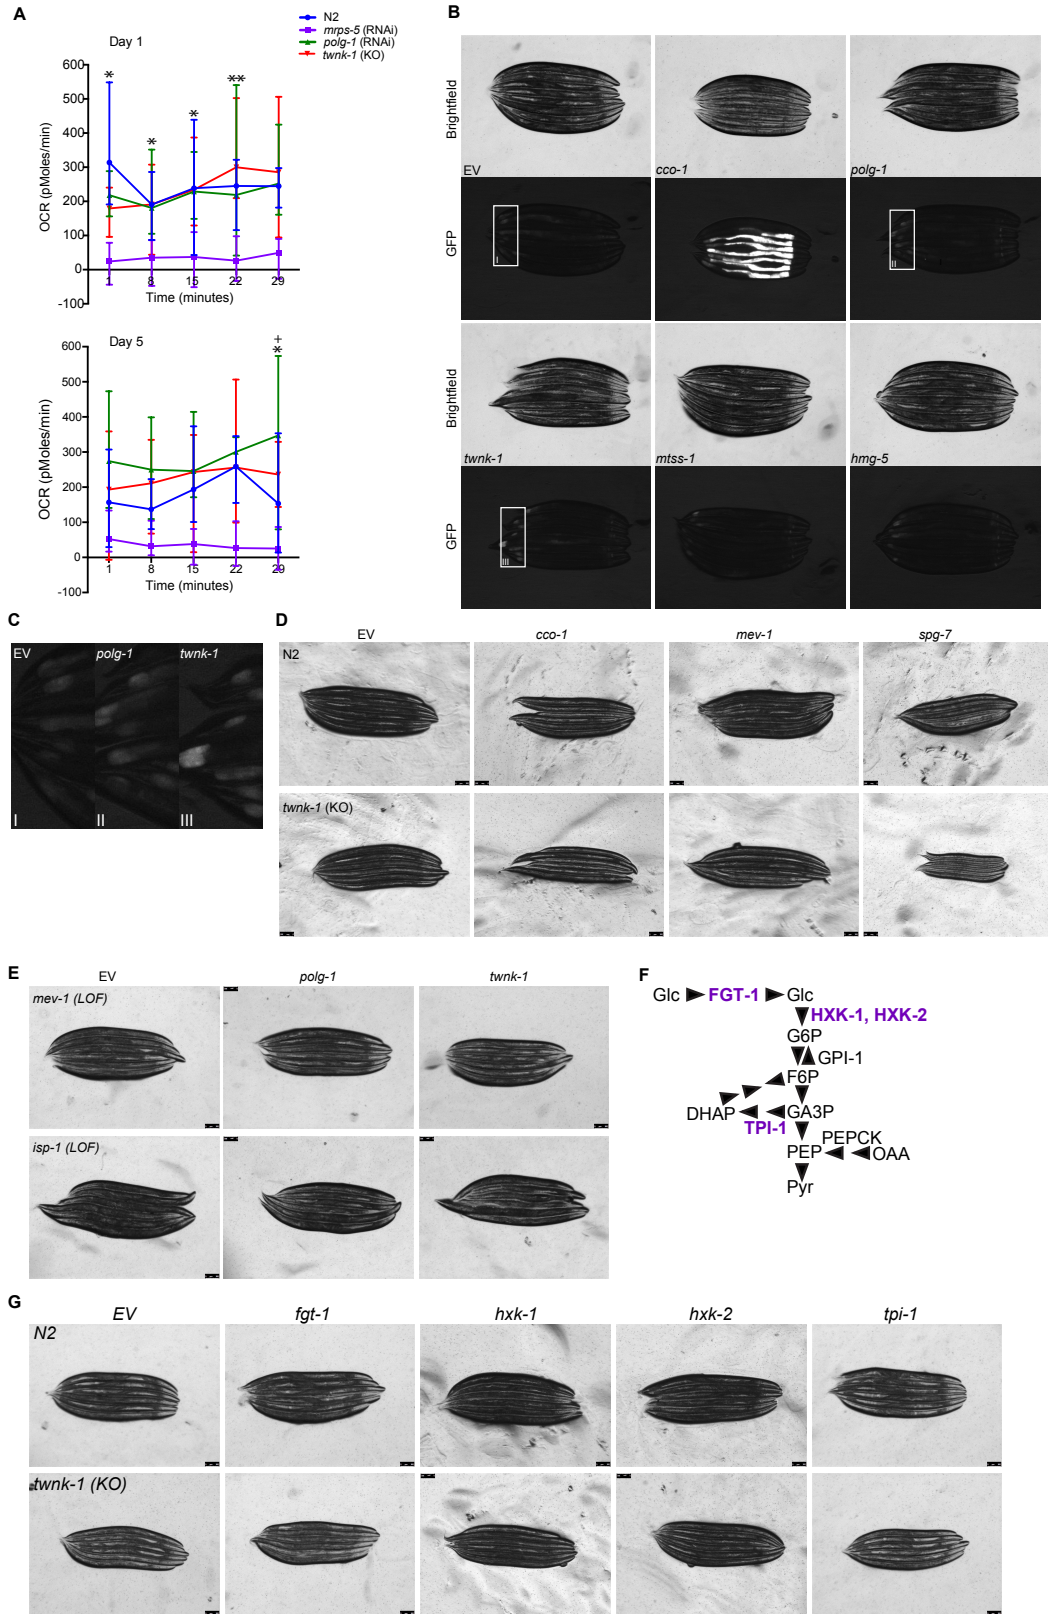 A
N2
mrps-5 (RNAi)
polg-1 (RNAi)
twnk-1 (KO)
Day 1
OCR (pMoles/min)
600
500
400
300
200
100
0
-100
* * * **
1 8 15 22 29
Time (minutes)
Day 5
OCR (pMoles/min)
600
500
400
300
200
100
0
-100
+
*
1 8 15 22 29
Time (minutes)
B
Brightfield
EV cco-1 polg-1
GFP
I II
Brightfield
twnk-1 mtss-1 hmg-5
GFP
III
C
EV polg-1 twnk-1
I II III
D
EV cco-1 mev-1 spg-7
N2
twnk-1 (KO)
E
EV polg-1 twnk-1
mev-1 (LOF)
isp-1 (LOF)
F
Glc FGT-1 Glc
HXK-1, HXK-2
G6P
GPI-1
F6P
DHAP GA3P
TPI-1
PEPCK
PEP OAA
Pyr
G
EV fgt-1 hxk-1 hxk-2 tpi-1
N2
twnk-1 (KO)